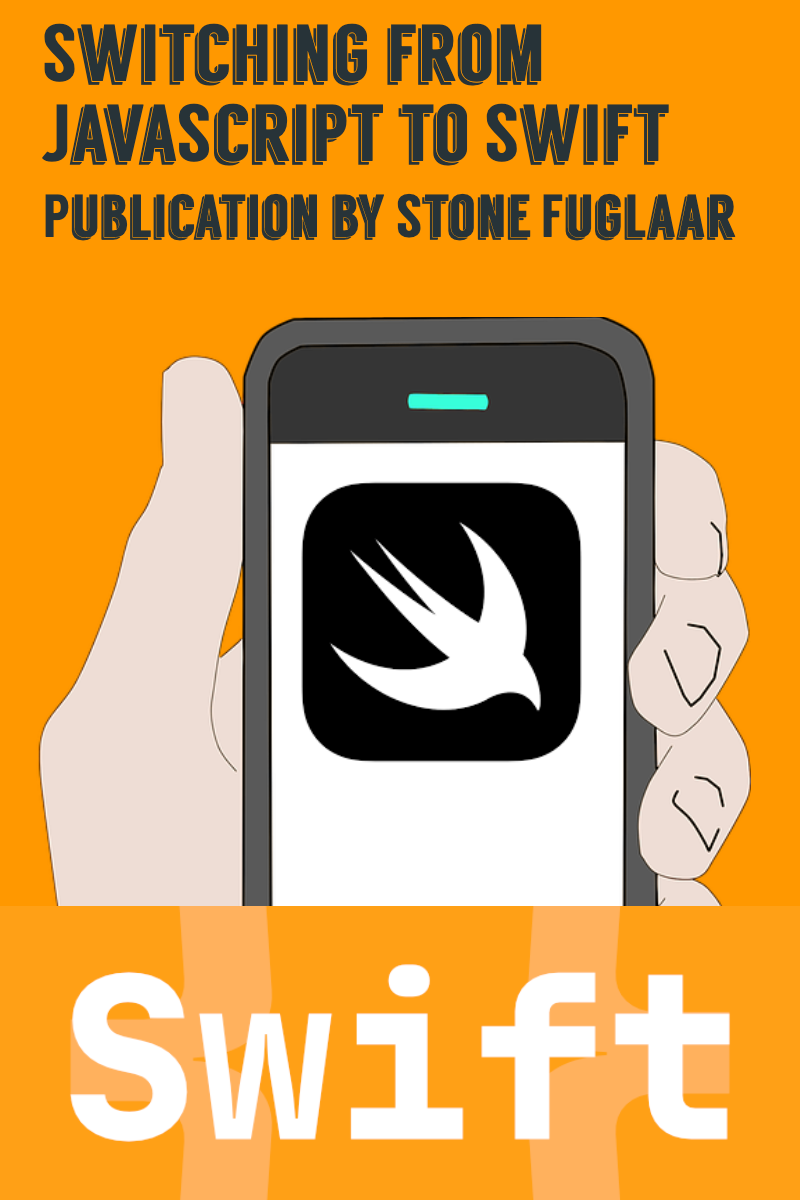 SWITCHING FROM
JAVASCRIPT TO SWIFT
PUBLICATION BY STONE FUGLAAR
Swift